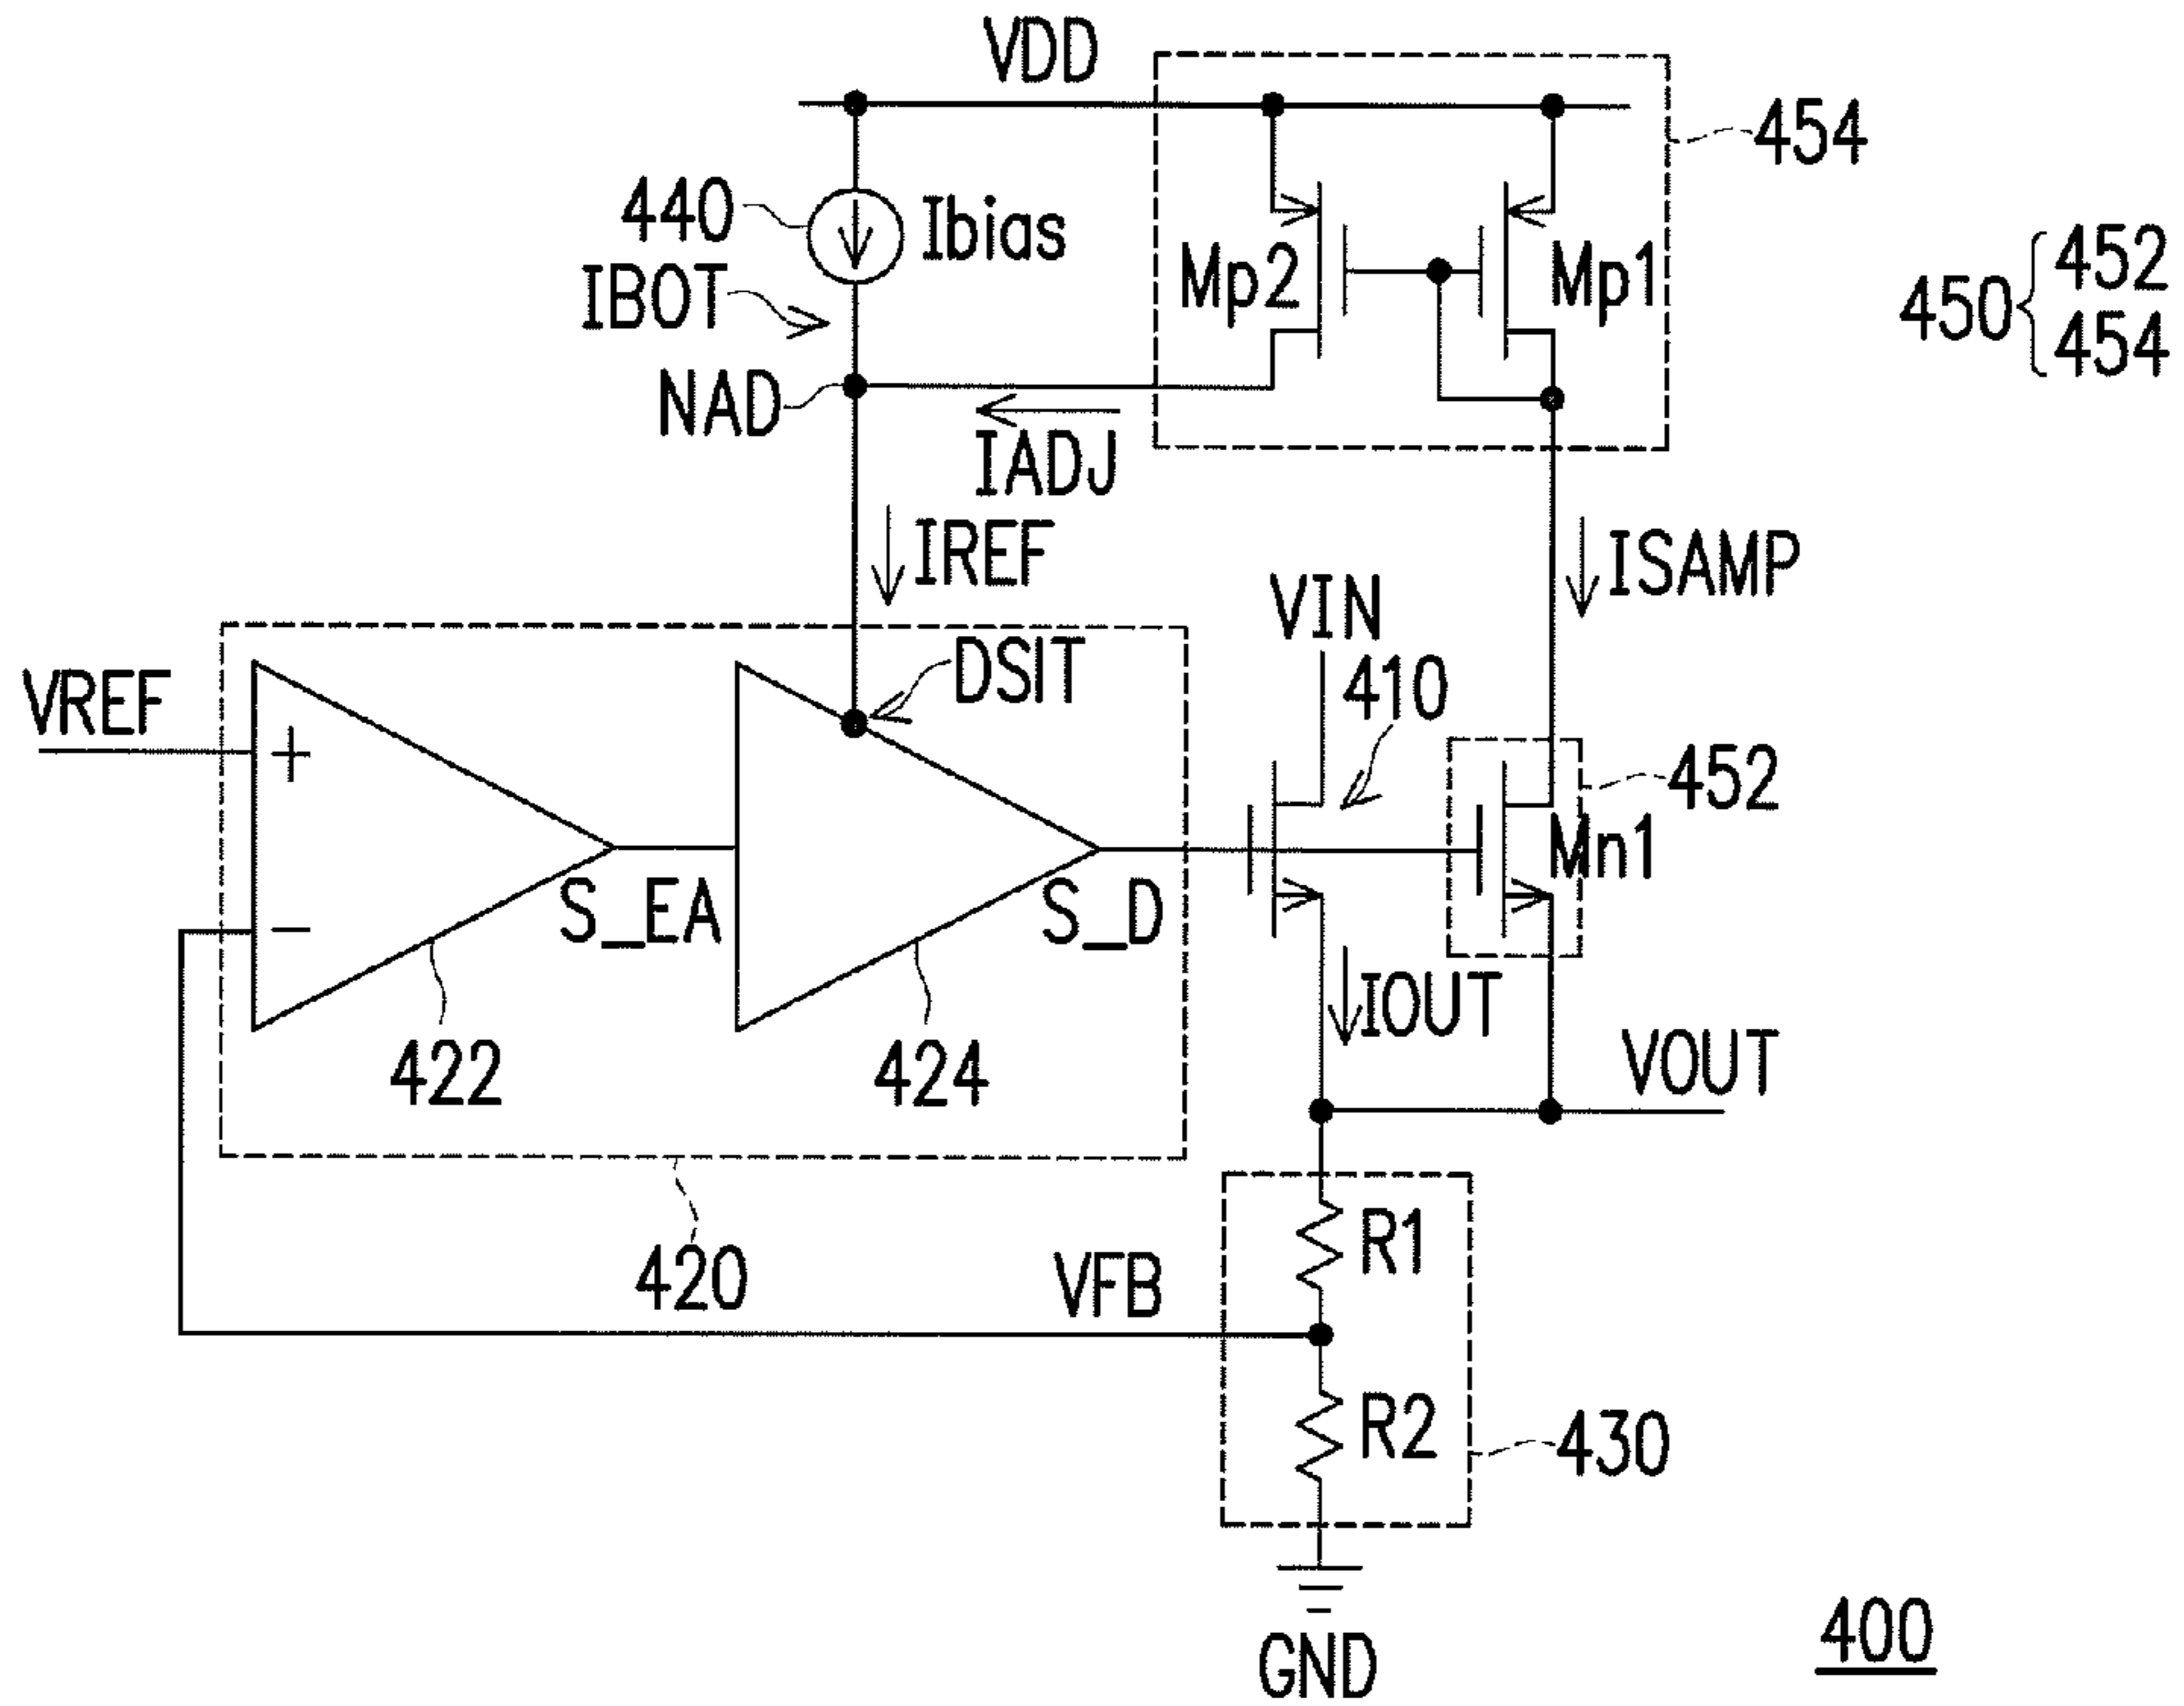 VDD
454
440
Ibias
Mp2
Mp1
452
450
454
IBOT
NAD
IADJ
IREF
ISAMP
VIN
VREF
DSIT
410
+
452
Mn1
S_EA
S_D
−
IOUT
422
424
VOUT
420
VFB
R1
R2
430
GND
400